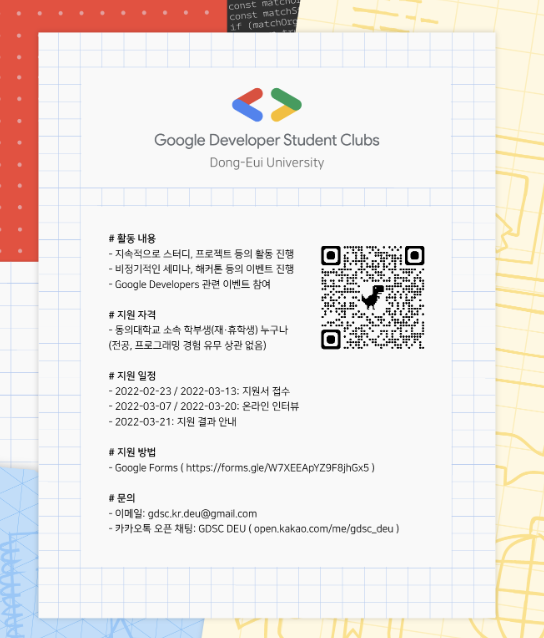 const matchO
const matchS
if (matchOr
Google Developer Student Clubs
Dong-Eui University
# 활동 내용
- 지속적으로 스터디, 프로젝트 등의 활동 진행
- 비정기적인 세미나, 해커톤 등의 이벤트 진행
- Google Developers 관련 이벤트 참여
# 지원 자격
- 동의대학교 소속 학부생(재·휴학생) 누구나
(전공, 프로그래밍 경험 유무 상관 없음)
# 지원 일정
- 2022-02-23 / 2022-03-13: 지원서 접수
- 2022-03-07 / 2022-03-20: 온라인 인터뷰
- 2022-03-21: 지원 결과 안내
# 지원 방법
- Google Forms ( https://forms.gle/W7XEEApYZ9F8jhGx5 )
# 문의
- 이메일: gdsc.kr.deu@gmail.com
- 카카오톡 오픈 채팅: GDSC DEU ( open.kakao.com/me/gdsc_deu )